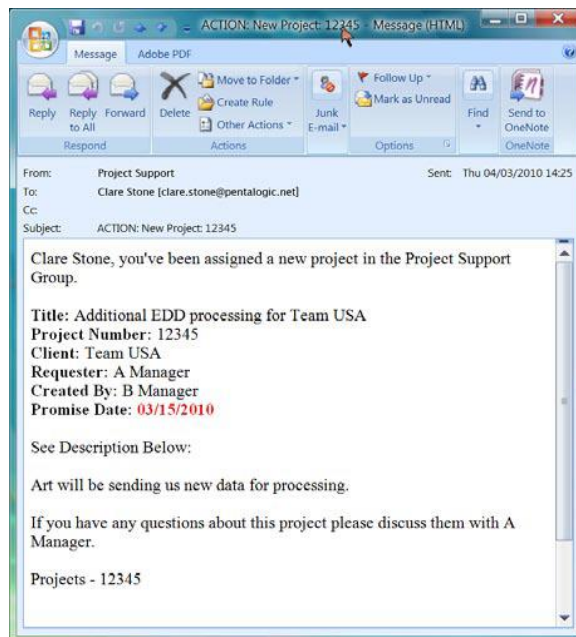 ACTION: New Project: 12345 - Message (HTML)
Message Adobe PDF
Reply
Reply to All
Forward
Delete
Move to Folder
Create Rule
Other Actions
Junk E-mail
Follow Up
Mark as Unread
Find
Send to OneNote
Respond Actions Options OneNote
From: Project Support Sent: Thu 04/03/2010 14:25
To: Clare Stone [clare.stone@pentalogic.net]
Cc:
Subject: ACTION: New Project: 12345
Clare Stone, you've been assigned a new project in the Project Support
Group.
Title: Additional EDD processing for Team USA
Project Number: 12345
Client: Team USA
Requester: A Manager
Created By: B Manager
Promise Date: 03/15/2010
See Description Below:
Art will be sending us new data for processing.
If you have any questions about this project please discuss them with A
Manager.
Projects - 12345